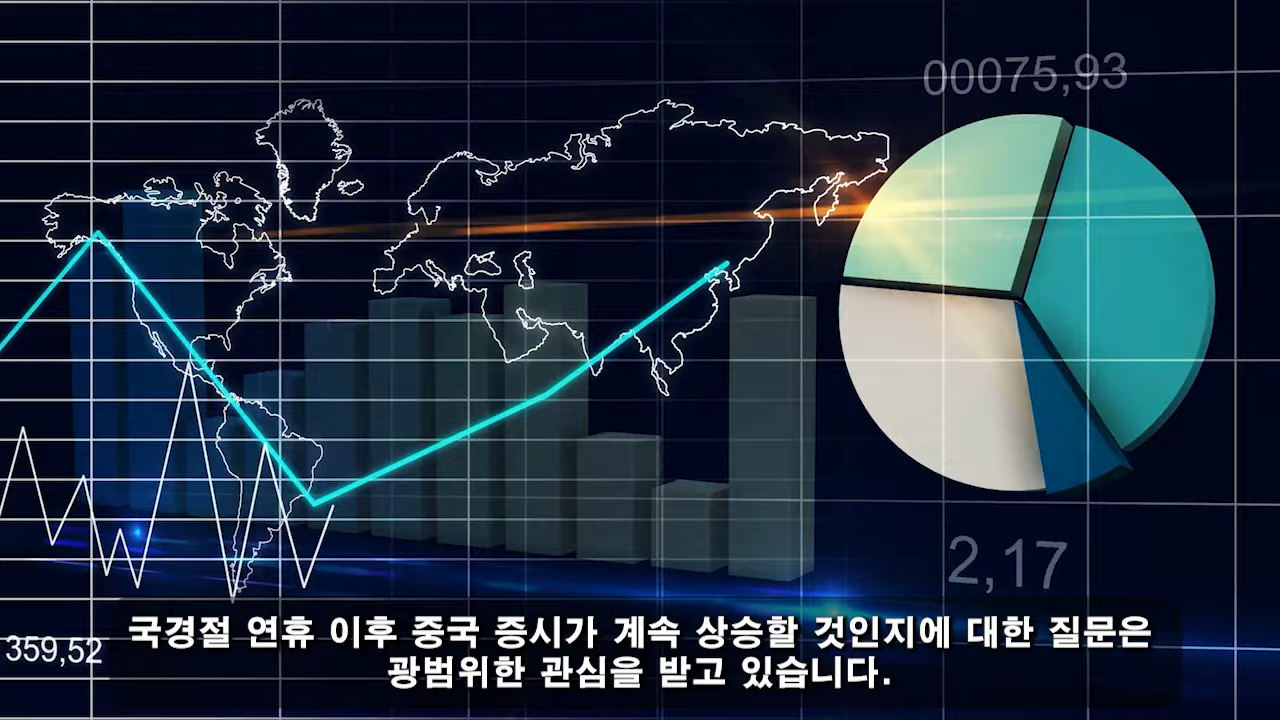 00075,93
2,17
359,52
국경절 연휴 이후 중국 증시가 계속 상승할 것인지에 대한 질문은
광범위한 관심을 받고 있습니다.